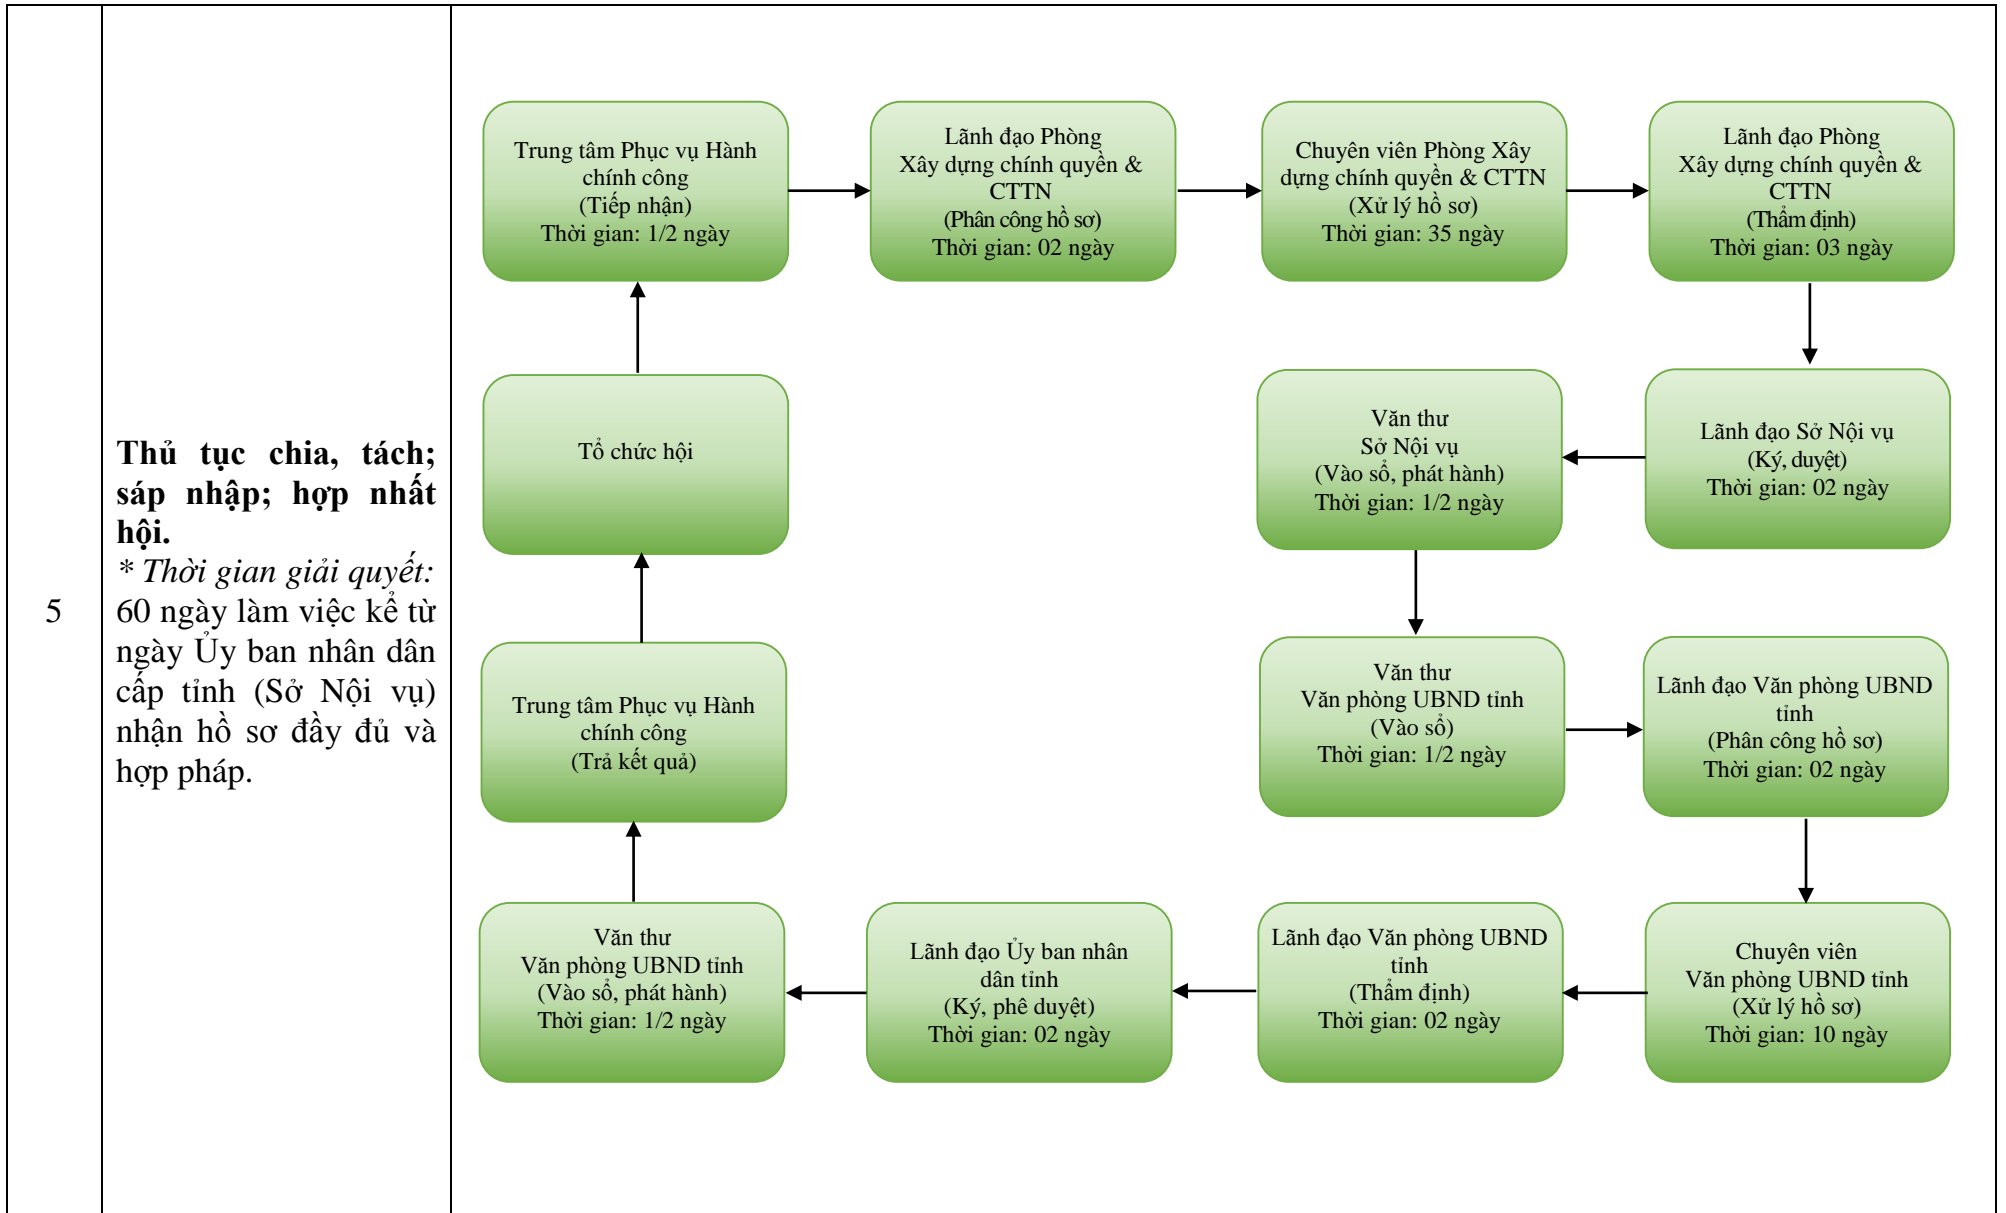 5
Thủ tục chia, tách;
sáp nhập; hợp nhất
hội.
* Thời gian giải quyết:
60 ngày làm việc kể từ
ngày Ủy ban nhân dân
cấp tỉnh (Sở Nội vụ)
nhận hồ sơ đầy đủ và
hợp pháp.
Trung tâm Phục vụ Hành
chính công
(Tiếp nhận)
Thời gian: 1/2 ngày
Lãnh đạo Phòng
Xây dựng chính quyền &
CTTN
(Phân công hồ sơ)
Thời gian: 02 ngày
Chuyên viên Phòng Xây
dựng chính quyền & CTTN
(Xử lý hồ sơ)
Thời gian: 35 ngày
Lãnh đạo Phòng
Xây dựng chính quyền &
CTTN
(Thẩm định)
Thời gian: 03 ngày
Tổ chức hội
Văn thư
Sở Nội vụ
(Vào sổ, phát hành)
Thời gian: 1/2 ngày
Lãnh đạo Sở Nội vụ
(Ký, duyệt)
Thời gian: 02 ngày
Trung tâm Phục vụ Hành
chính công
(Trả kết quả)
Văn thư
Văn phòng UBND tỉnh
(Vào sổ)
Thời gian: 1/2 ngày
Lãnh đạo Văn phòng UBND
tỉnh
(Phân công hồ sơ)
Thời gian: 02 ngày
Văn thư
Văn phòng UBND tỉnh
(Vào sổ, phát hành)
Thời gian: 1/2 ngày
Lãnh đạo Ủy ban nhân
dân tỉnh
(Ký, phê duyệt)
Thời gian: 02 ngày
Lãnh đạo Văn phòng UBND
tỉnh
(Thẩm định)
Thời gian: 02 ngày
Chuyên viên
Văn phòng UBND tỉnh
(Xử lý hồ sơ)
Thời gian: 10 ngày